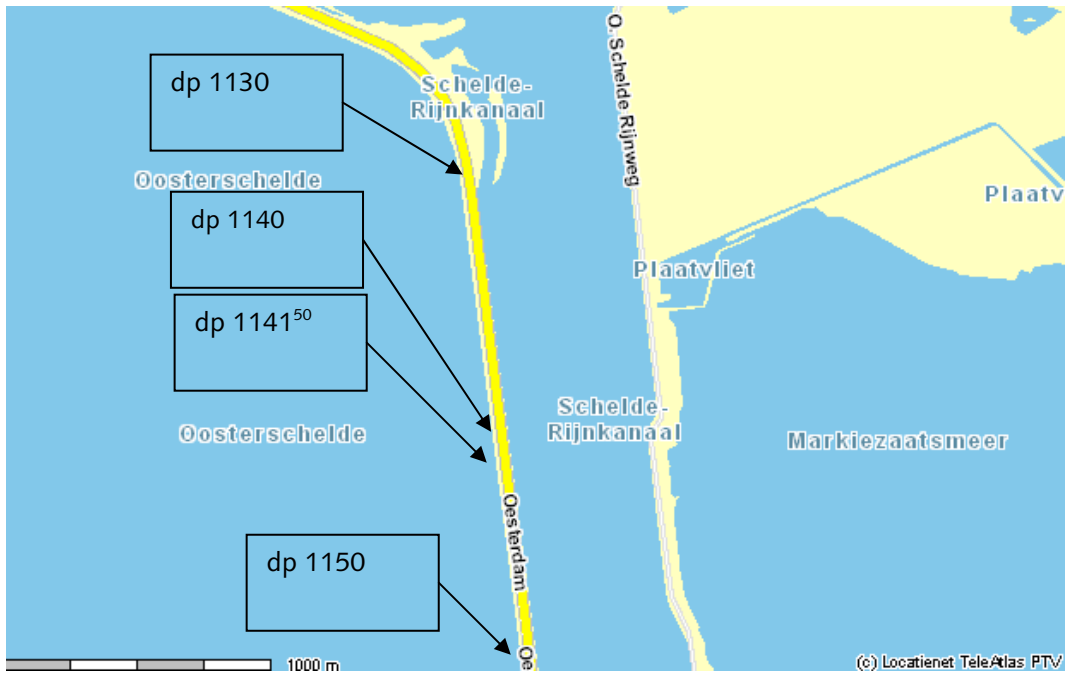 dp 1130
Schelde-
Rijnkanaal
O. Schelde Rijnweg
Oosterschelde
Plaatv
dp 1140
Plaatvliet
dp 1141⁵⁰
Schelde-
Rijnkanaal
Oosterschelde
Markiezaatsmeer
Oesterdam
dp 1150
Oe
1000 m
(c) Locatienet TeleAtlas PTV